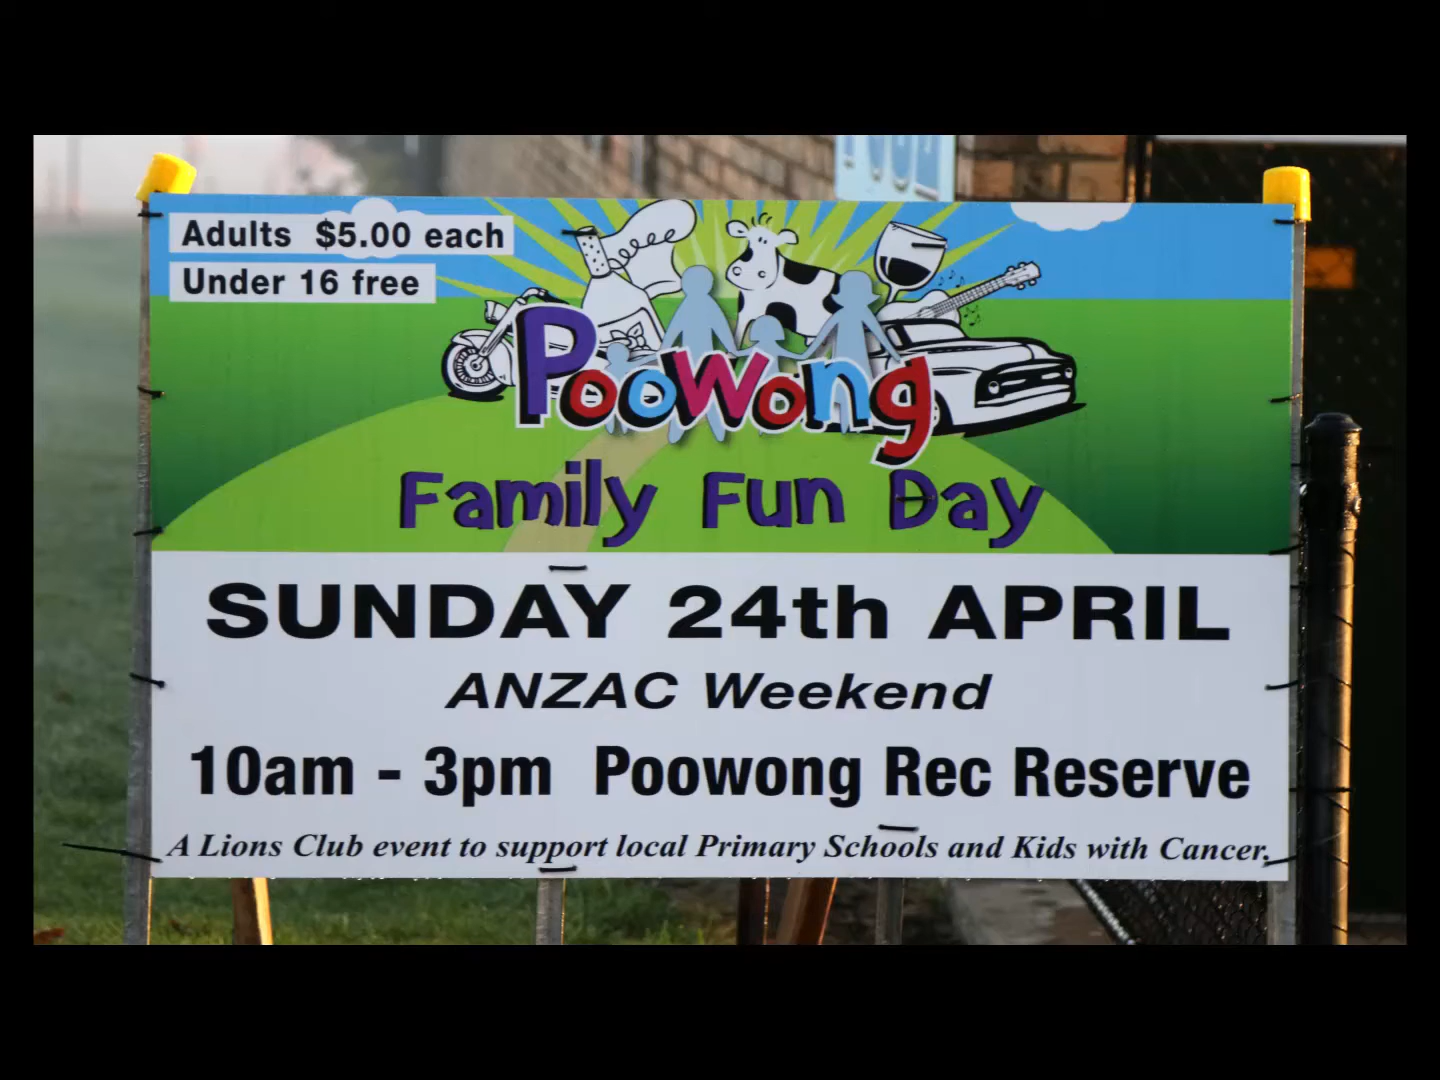 Adults $5.00 each
Under 16 free
Poowong
Family Fun Day
SUNDAY 24th APRIL
ANZAC Weekend
10am - 3pm Poowong Rec Reserve
A Lions Club event to support local Primary Schools and Kids with Cancer.